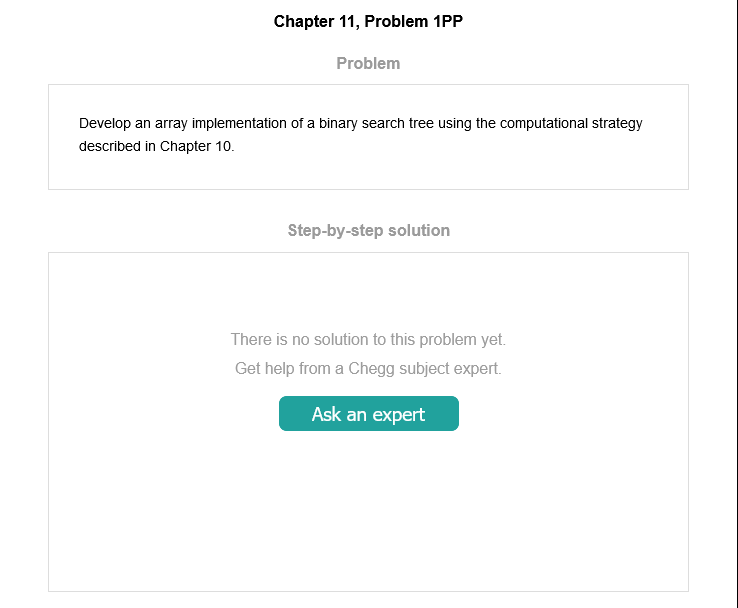 Chapter 11, Problem 1PP
Problem
Develop an array implementation of a binary search tree using the computational strategy
described in Chapter 10.
Step-by-step solution
There is no solution to this problem yet.
Get help from a Chegg subject expert.
Ask an expert